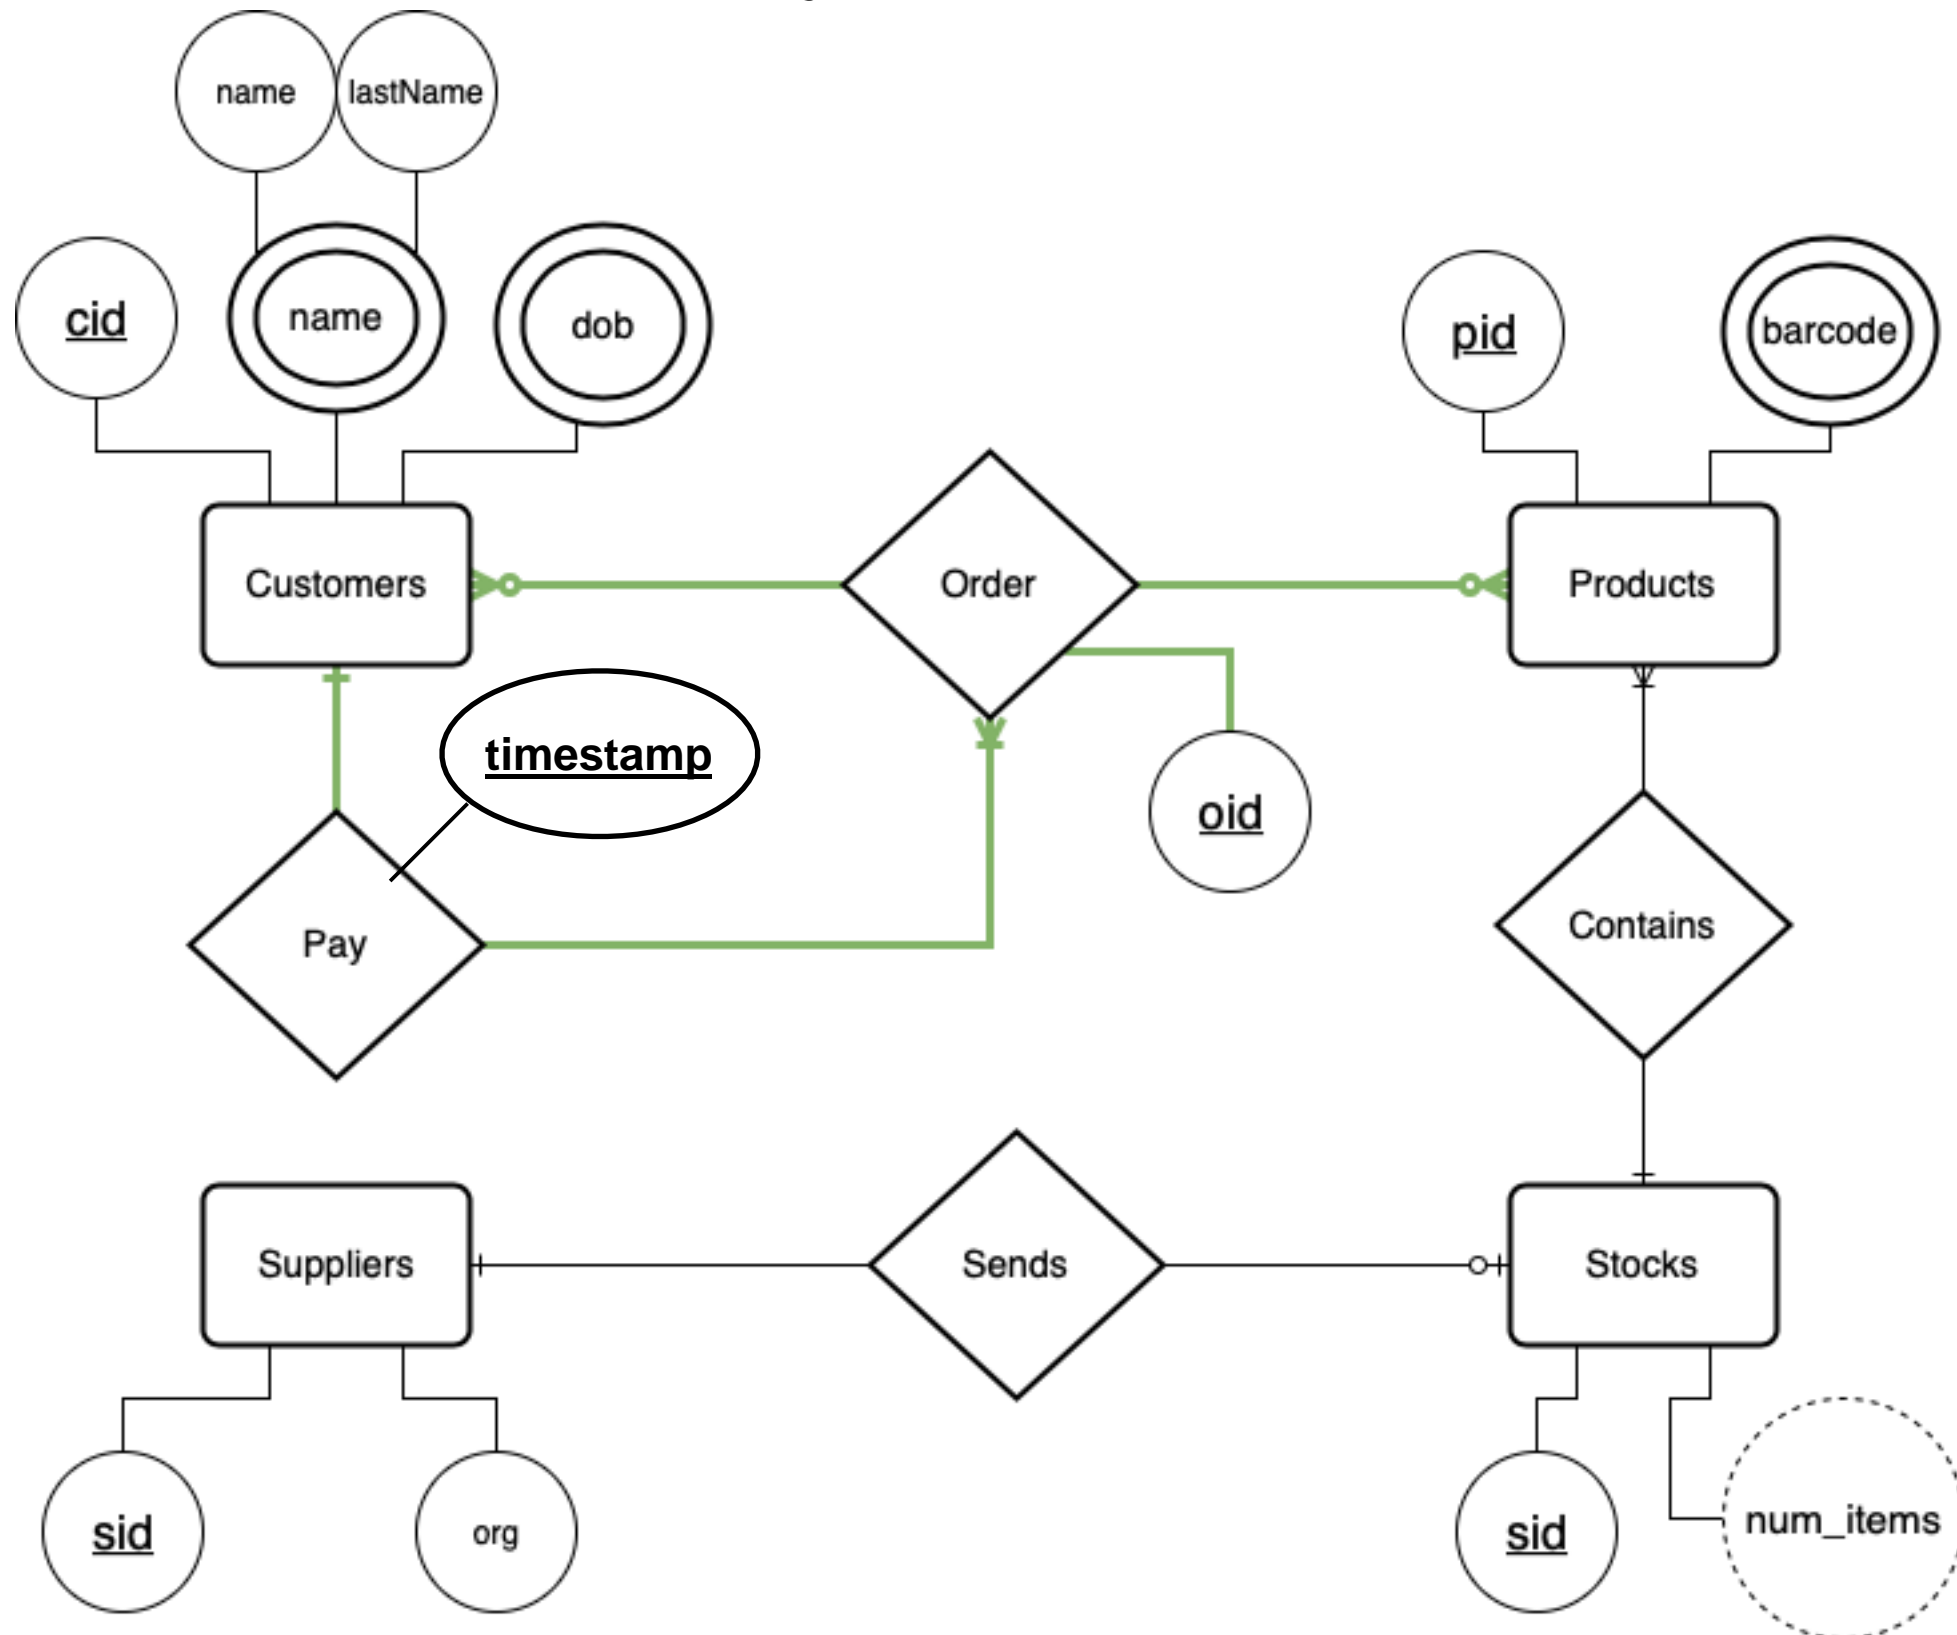 name
lastName
cid
name
dob
pid
barcode
Customers
Order
Products
timestamp
oid
Pay
Contains
Suppliers
Sends
Stocks
sid
org
sid
num_items